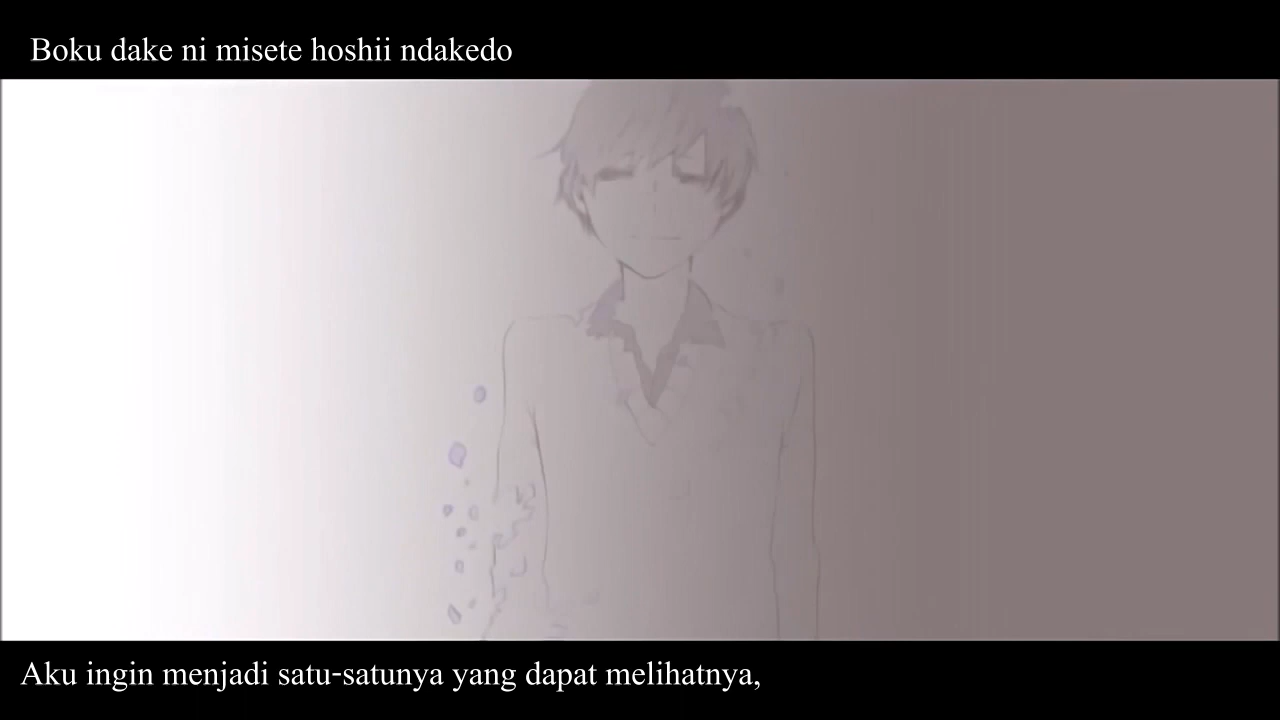 Boku dake ni misete hoshii ndakedo
Aku ingin menjadi satu-satunya yang dapat melihatnya,